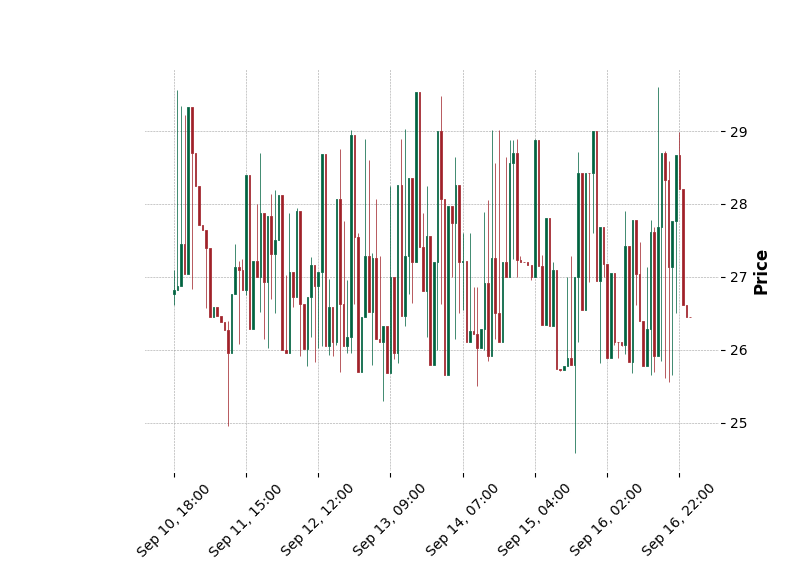 29
28
27
26
25
Price
Sep 10, 18:00
Sep 11, 15:00
Sep 12, 12:00
Sep 13, 09:00
Sep 14, 07:00
Sep 15, 04:00
Sep 16, 02:00
Sep 16, 22:00